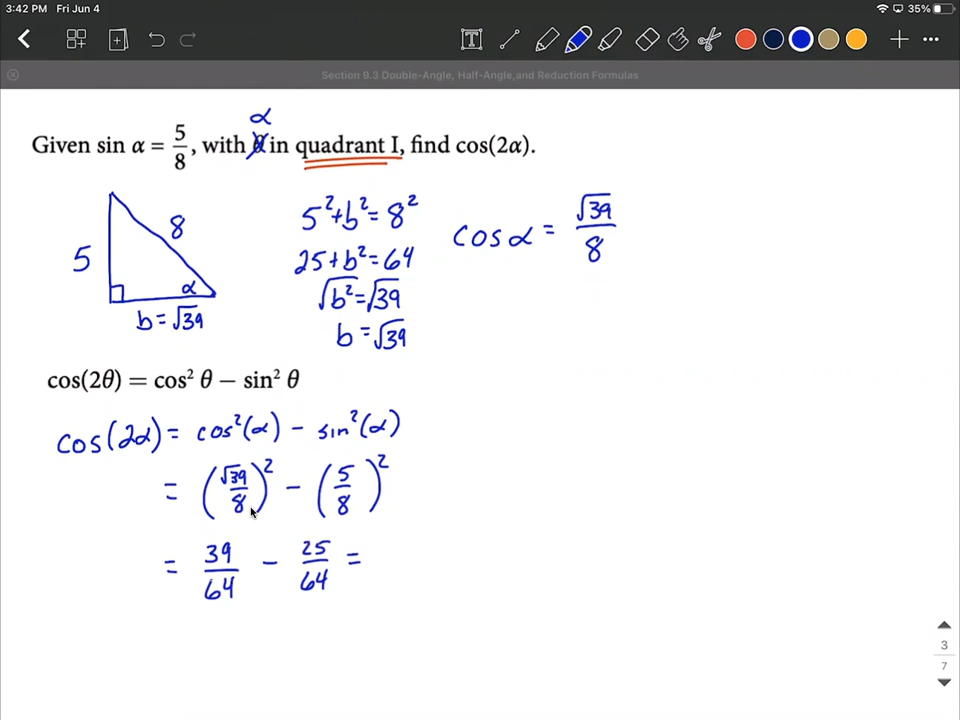 3:42 PM Fri Jun 4 35%
Section 9.3 Double-Angle, Half-Angle,and Reduction Formulas
α
Given sin α = 5/8, with θ in quadrant I, find cos(2α).
5
8
α
b = √39
5² + b² = 8²
25 + b² = 64
√b² = √39
b = √39
cos α = √39/8
cos(2θ) = cos² θ − sin² θ
cos(2α) = cos²(α) − sin²(α)
= (√39/8)² − (5/8)²
= 39/64 − 25/64 =
3
7